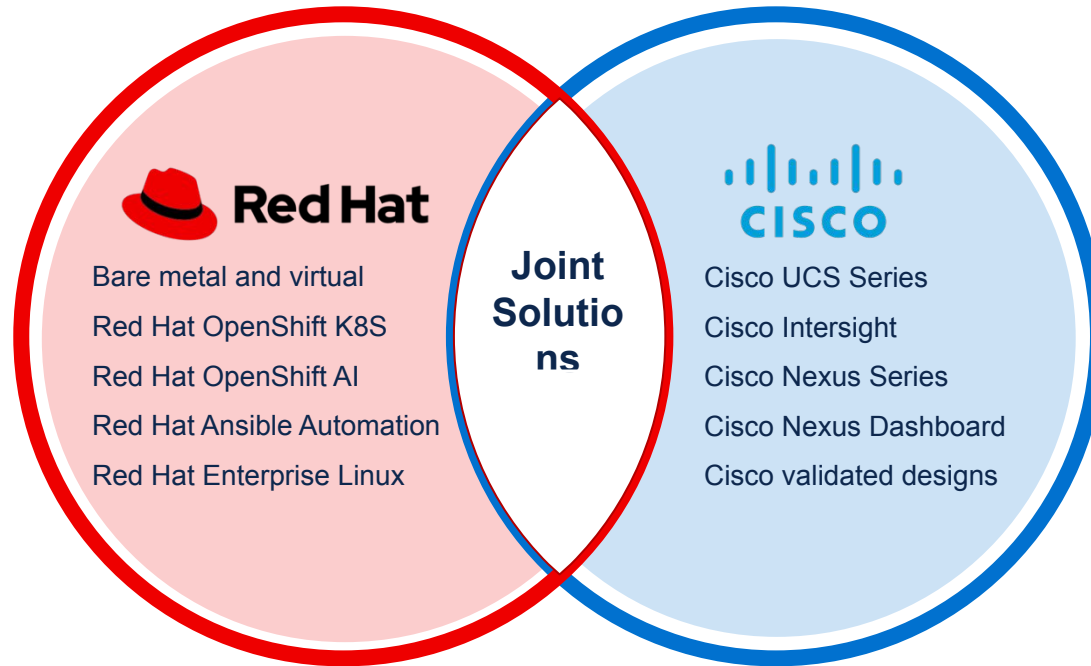 Red Hat
Bare metal and virtual
Red Hat OpenShift K8S
Red Hat OpenShift AI
Red Hat Ansible Automation
Red Hat Enterprise Linux
Joint
Solutio
ns
CISCO
Cisco UCS Series
Cisco Intersight
Cisco Nexus Series
Cisco Nexus Dashboard
Cisco validated designs